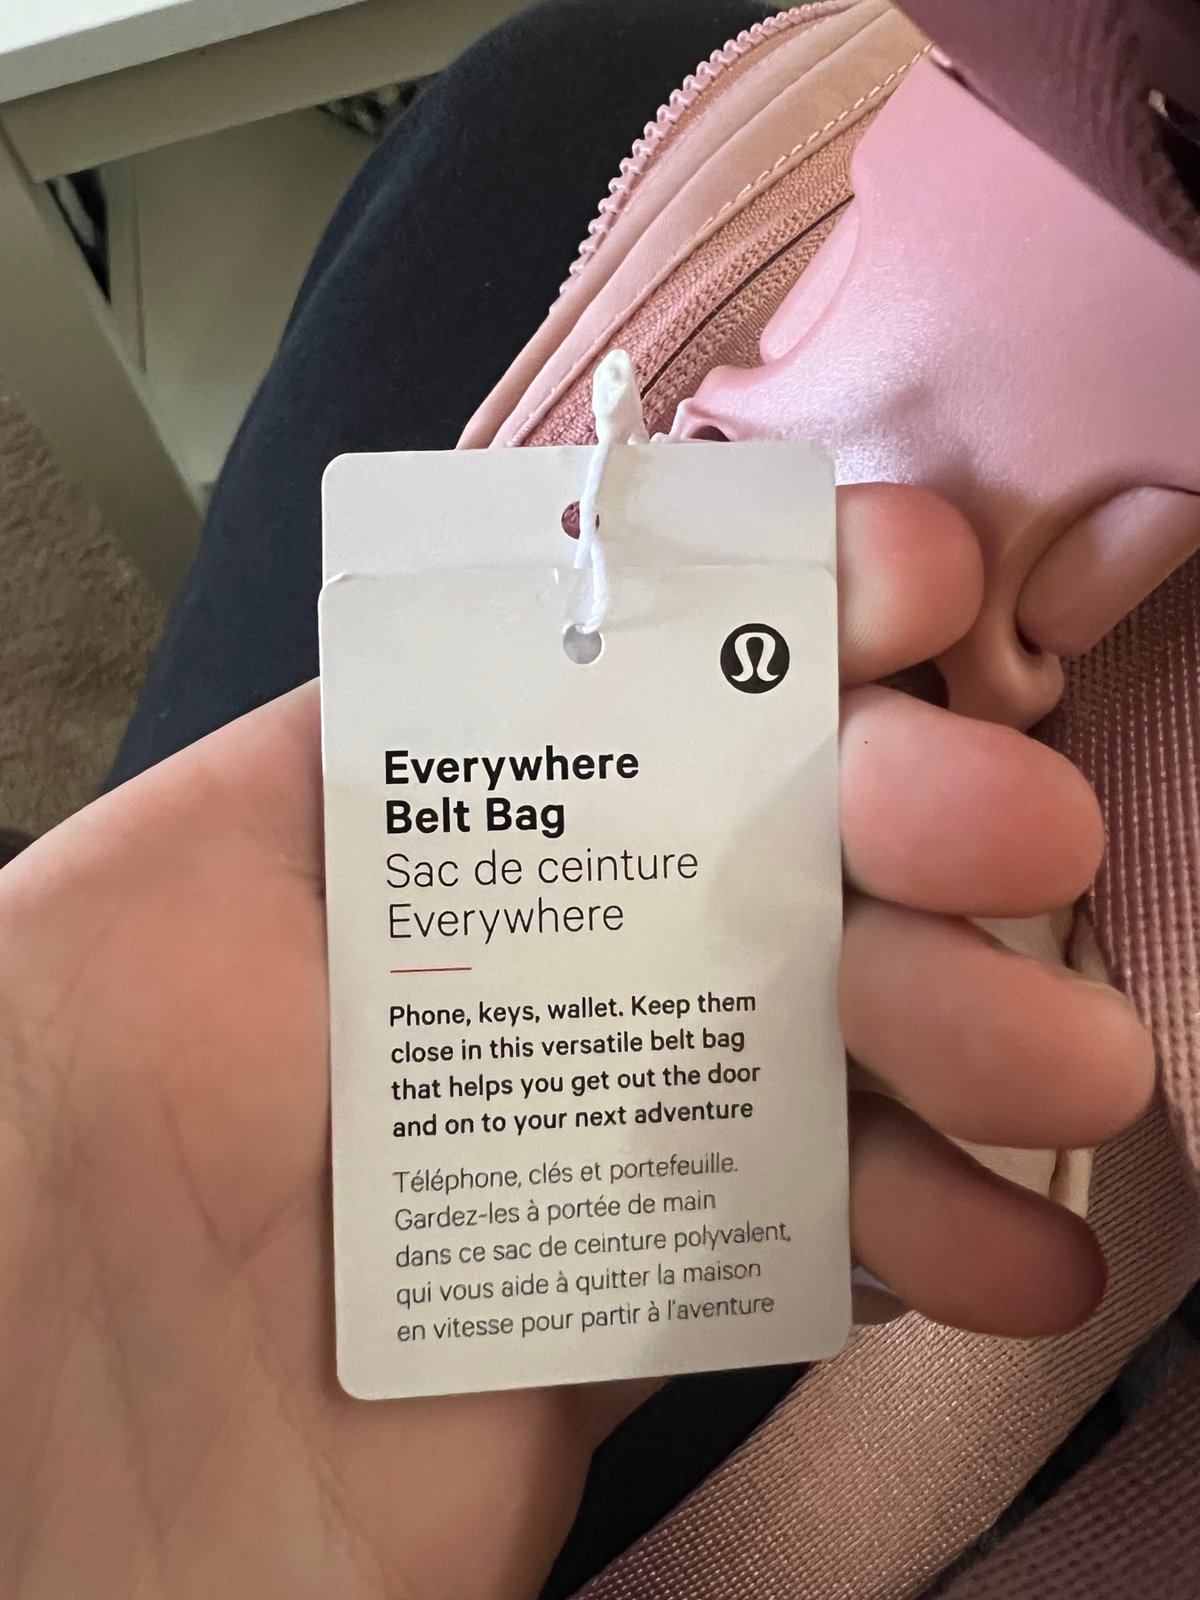 Everywhere
Belt Bag
Sac de ceinture
Everywhere
Phone, keys, wallet. Keep them
close in this versatile belt bag
that helps you get out the door
and on to your next adventure
Téléphone, clés et portefeuille.
Gardez-les à portée de main
dans ce sac de ceinture polyvalent,
qui vous aide à quitter la maison
en vitesse pour partir à l'aventure